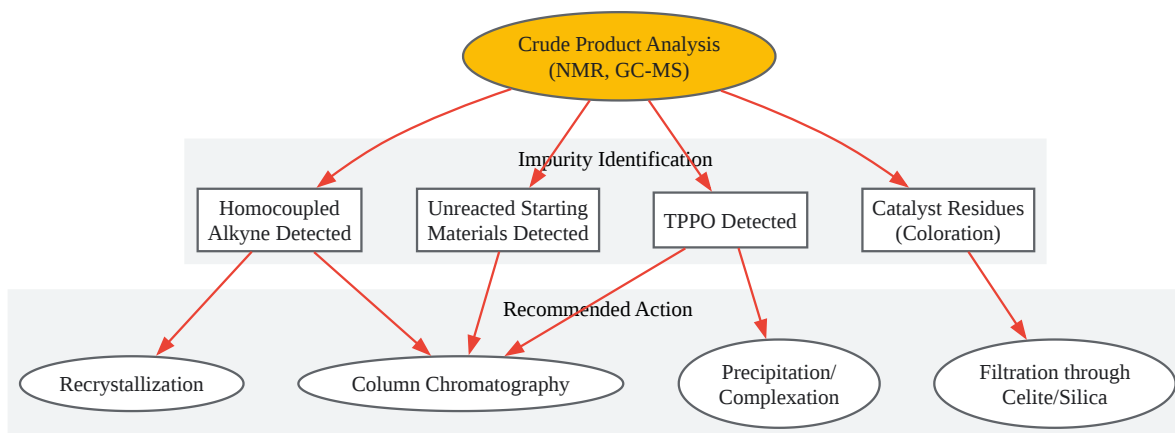 Crude Product Analysis
(NMR, GC-MS)
Impurity Identification
Homocoupled
Alkyne Detected
Unreacted Starting
Materials Detected
TPPO Detected
Catalyst Residues
(Coloration)
Recommended Action
Recrystallization
Column Chromatography
Precipitation/
Complexation
Filtration through
Celite/Silica